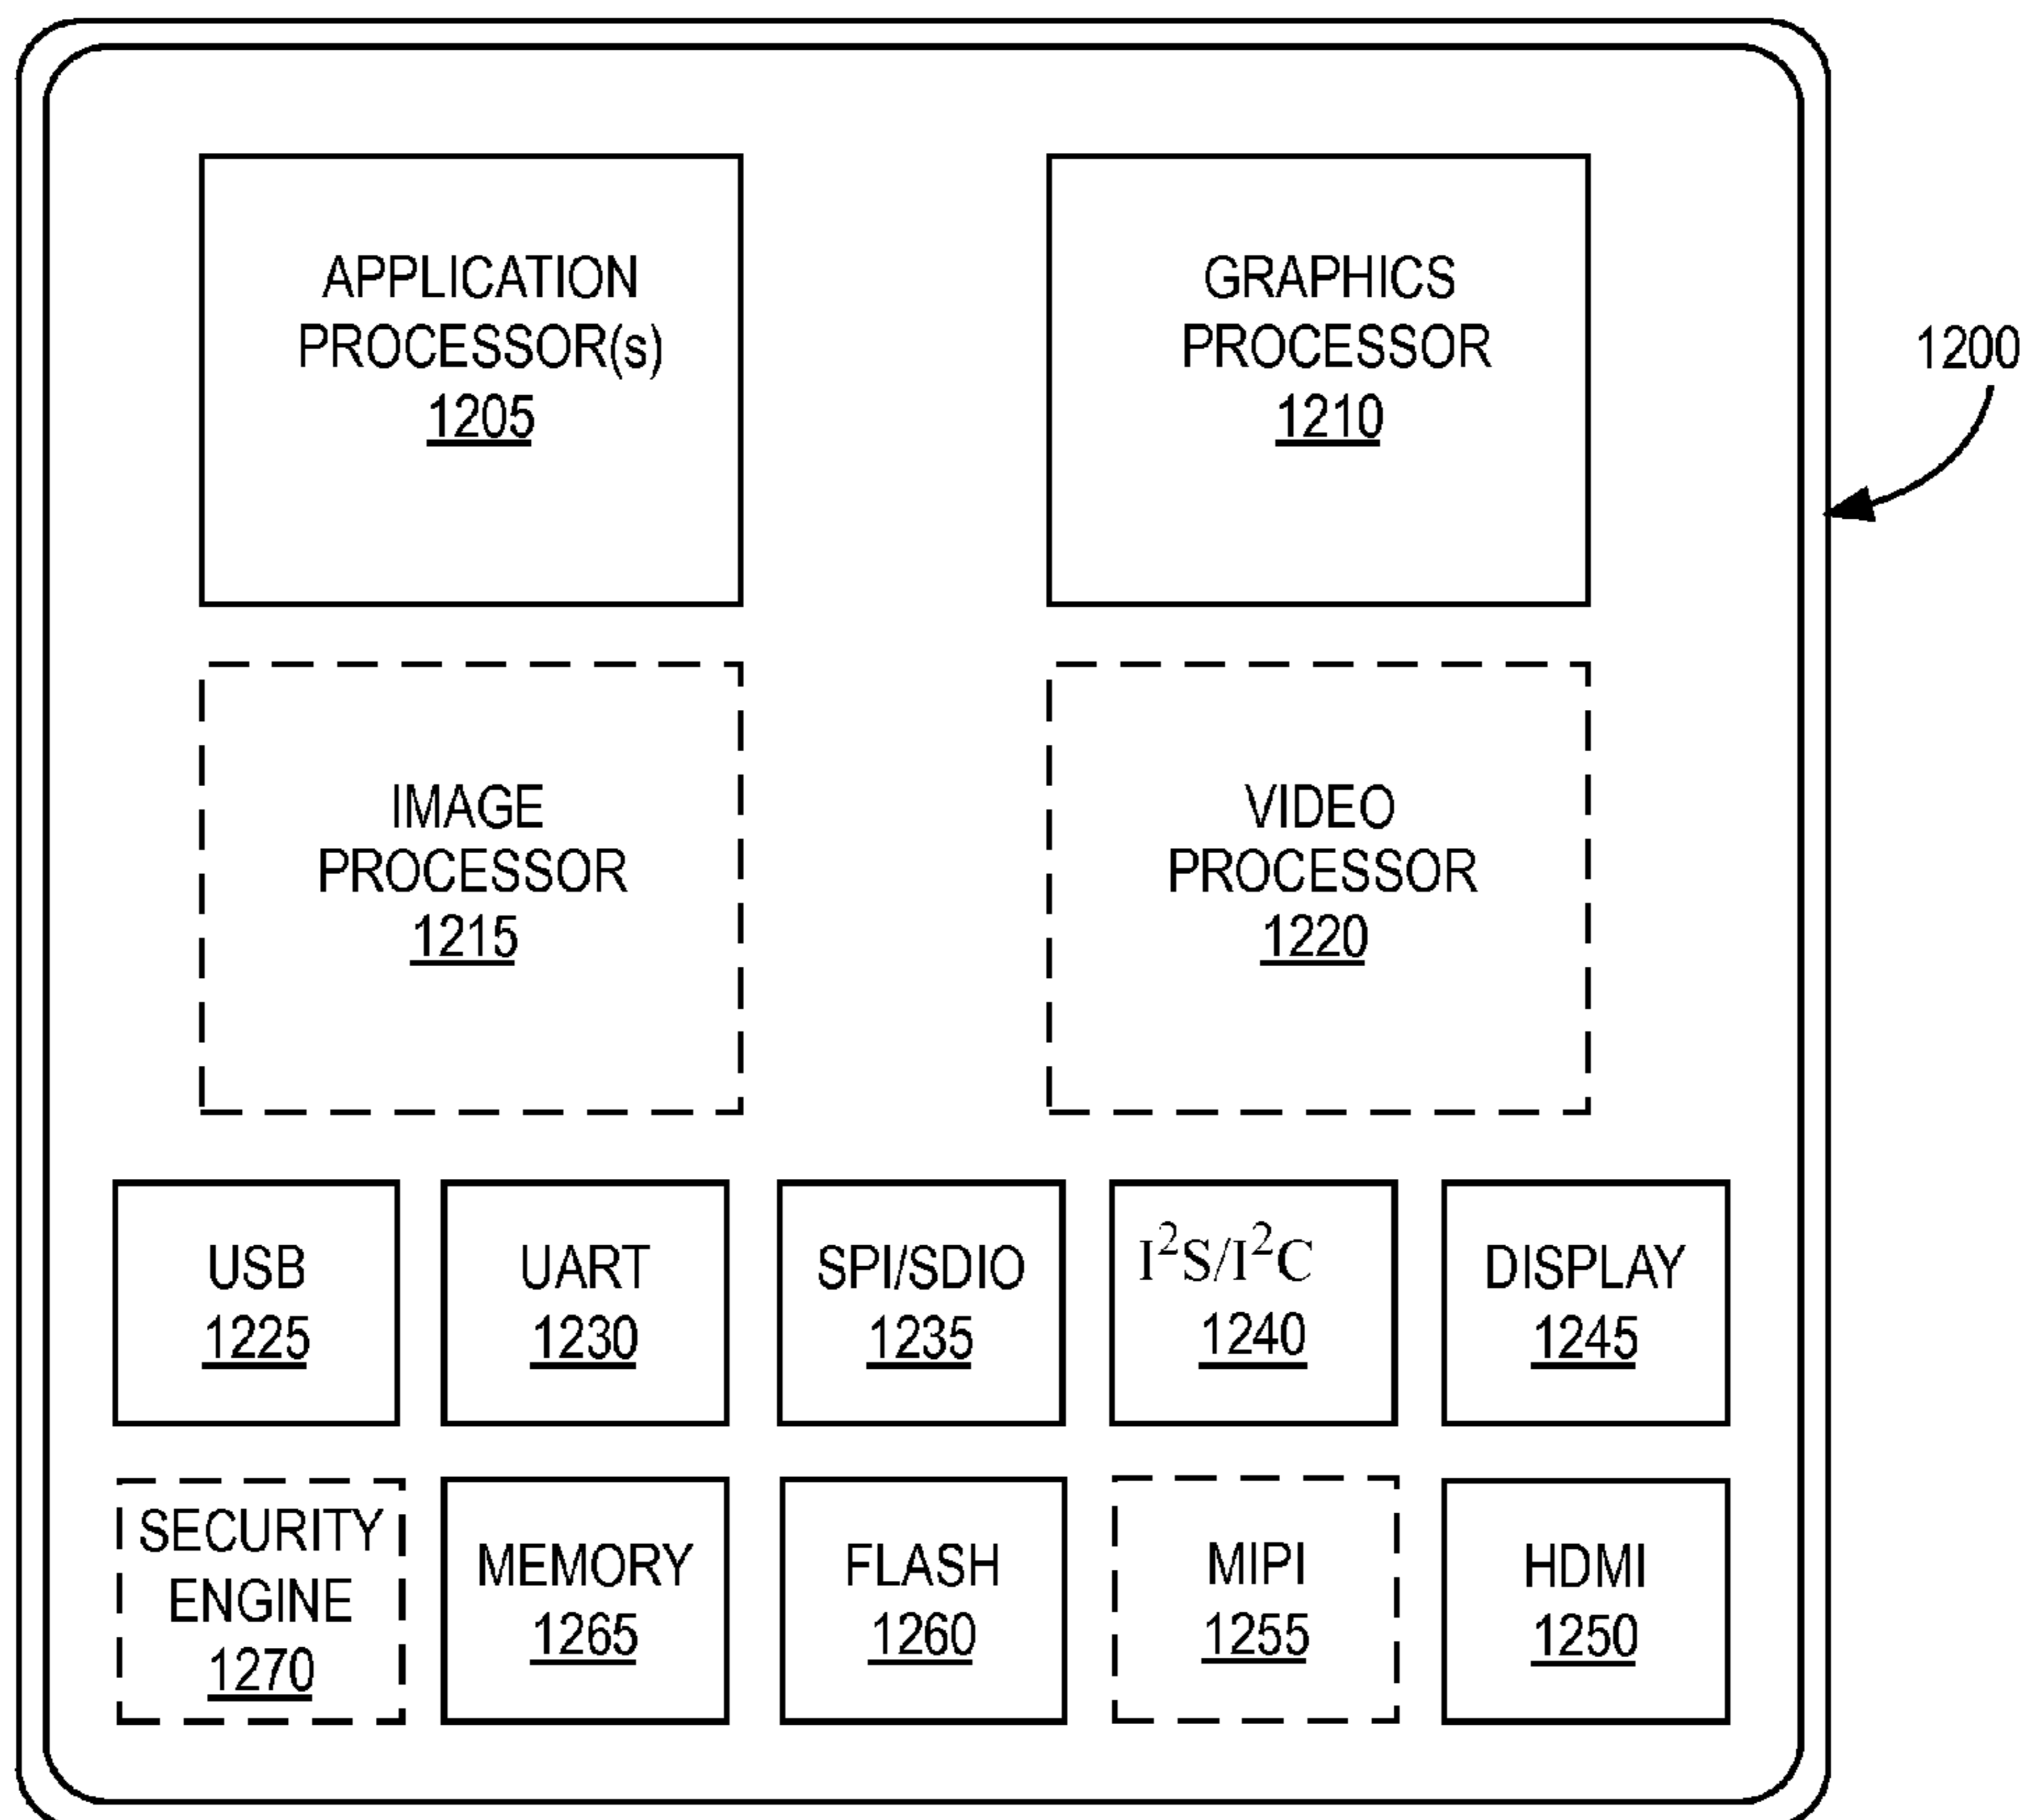 APPLICATION
PROCESSOR(s)
1205
GRAPHICS
PROCESSOR
1210
1200
IMAGE
PROCESSOR
1215
VIDEO
PROCESSOR
1220
USB
1225
UART
1230
SPI/SDIO
1235
I²S/I²C
1240
DISPLAY
1245
SECURITY
ENGINE
1270
MEMORY
1265
FLASH
1260
MIPI
1255
HDMI
1250